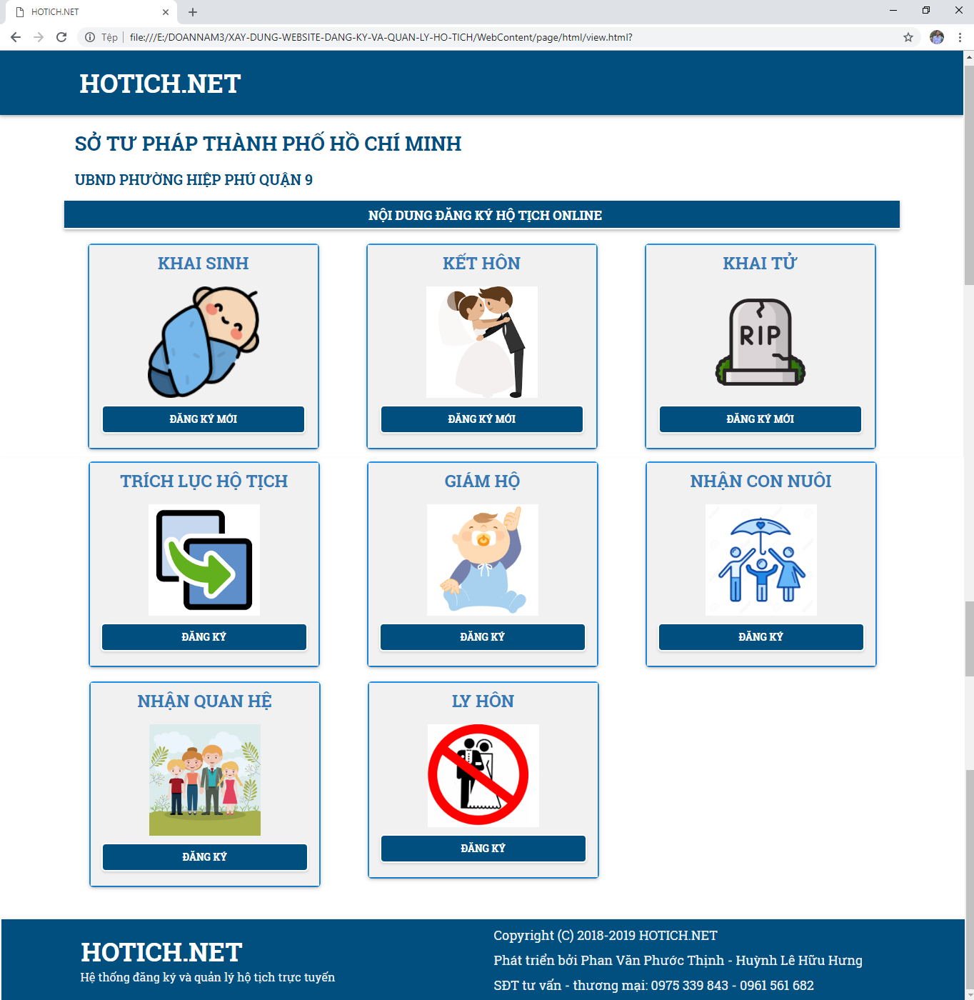 HOTICH.NET
Tệp
file:///E:/DOANNAM3/XAY-DUNG-WEBSITE-DANG-KY-VA-QUAN-LY-HO-TICH/WebContent/page/html/view.html?
HOTICH.NET
SỞ TƯ PHÁP THÀNH PHỐ HỒ CHÍ MINH
UBND PHƯỜNG HIỆP PHÚ QUẬN 9
NỘI DUNG ĐĂNG KÝ HỘ TỊCH ONLINE
KHAI SINH
KẾT HÔN
KHAI TỬ
RIP
ĐĂNG KÝ MỚI
ĐĂNG KÝ MỚI
ĐĂNG KÝ MỚI
TRÍCH LỤC HỘ TỊCH
GIÁM HỘ
NHẬN CON NUÔI
ĐĂNG KÝ
ĐĂNG KÝ
ĐĂNG KÝ
NHẬN QUAN HỆ
LY HÔN
ĐĂNG KÝ
ĐĂNG KÝ
HOTICH.NET
Hệ thống đăng ký và quản lý hộ tịch trực tuyến
Copyright (C) 2018-2019 HOTICH.NET
Phát triển bởi Phan Văn Phước Thịnh - Huỳnh Lê Hữu Hưng
SĐT tư vấn - thương mại: 0975 339 843 - 0961 561 682